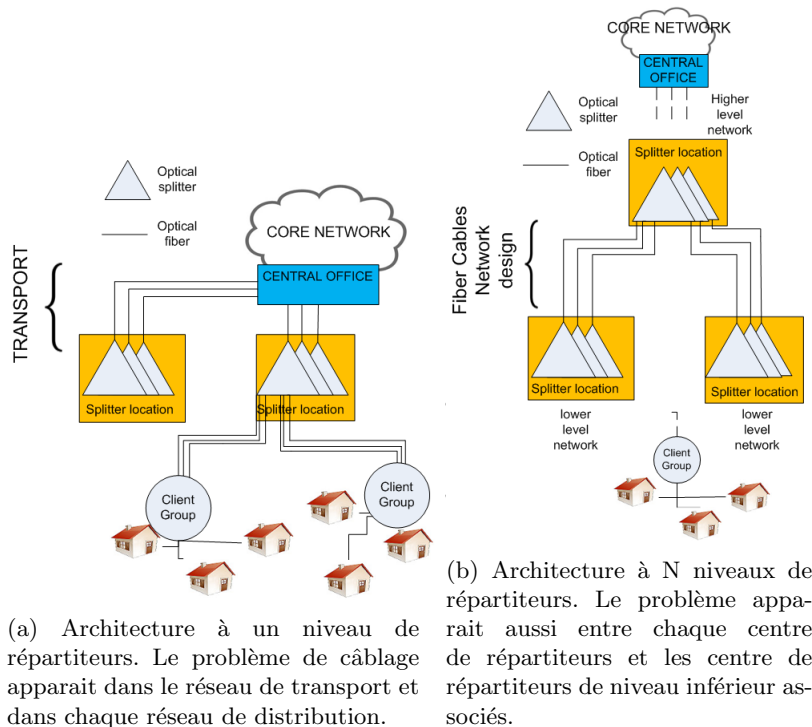 CORE NETWORK
CENTRAL
OFFICE
Optical
splitter
Higher
level
network
Optical
fiber
Splitter location
Fiber Cables
Network
design
Splitter location
Splitter location
lower
level
network
lower
level
network
Client
Group
Optical
splitter
Optical
fiber
CORE NETWORK
TRANSPORT
CENTRAL OFFICE
Splitter location
Splitter location
Client
Group
Client
Group
(a) Architecture à un niveau de
répartiteurs. Le problème de câblage
apparait dans le réseau de transport et
dans chaque réseau de distribution.
(b) Architecture à N niveaux de
répartiteurs. Le problème appa-
rait aussi entre chaque centre
de répartiteurs et les centre de
répartiteurs de niveau inférieur as-
sociés.